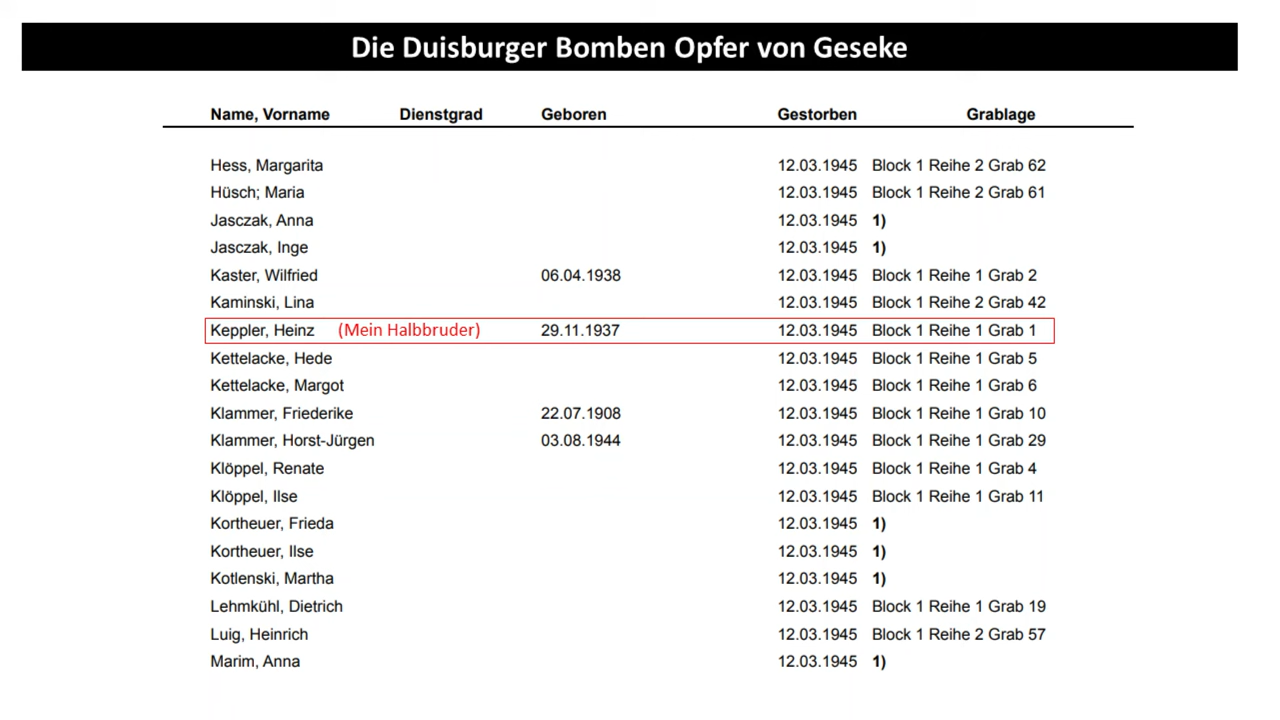 Die Duisburger Bomben Opfer von Geseke
Name, Vorname Dienstgrad Geboren Gestorben Grablage
Hess, Margarita 12.03.1945 Block 1 Reihe 2 Grab 62
Hüsch; Maria 12.03.1945 Block 1 Reihe 2 Grab 61
Jasczak, Anna 12.03.1945 1)
Jasczak, Inge 12.03.1945 1)
Kaster, Wilfried 06.04.1938 12.03.1945 Block 1 Reihe 1 Grab 2
Kaminski, Lina 12.03.1945 Block 1 Reihe 2 Grab 42
Keppler, Heinz (Mein Halbbruder) 29.11.1937 12.03.1945 Block 1 Reihe 1 Grab 1
Kettelacke, Hede 12.03.1945 Block 1 Reihe 1 Grab 5
Kettelacke, Margot 12.03.1945 Block 1 Reihe 1 Grab 6
Klammer, Friederike 22.07.1908 12.03.1945 Block 1 Reihe 1 Grab 10
Klammer, Horst-Jürgen 03.08.1944 12.03.1945 Block 1 Reihe 1 Grab 29
Klöppel, Renate 12.03.1945 Block 1 Reihe 1 Grab 4
Klöppel, Ilse 12.03.1945 Block 1 Reihe 1 Grab 11
Kortheuer, Frieda 12.03.1945 1)
Kortheuer, Ilse 12.03.1945 1)
Kotlenski, Martha 12.03.1945 1)
Lehmkühl, Dietrich 12.03.1945 Block 1 Reihe 1 Grab 19
Luig, Heinrich 12.03.1945 Block 1 Reihe 2 Grab 57
Marim, Anna 12.03.1945 1)